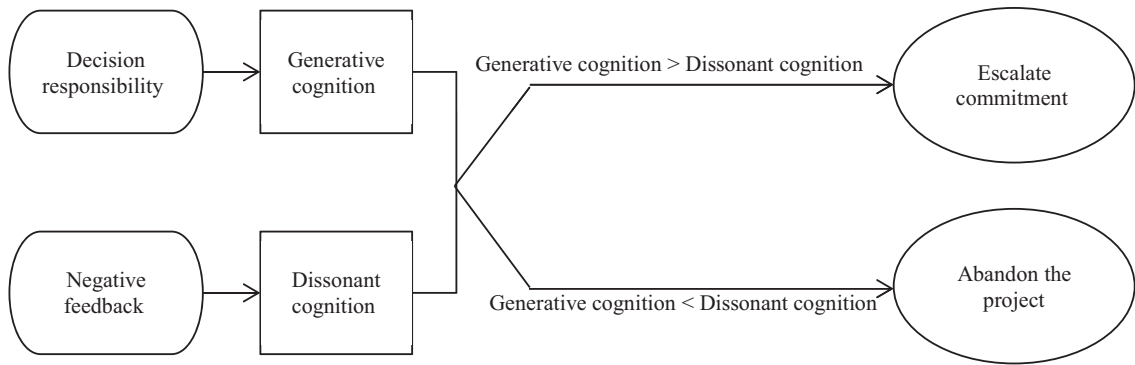 Decision
responsibility
Generative
cognition
Generative cognition > Dissonant cognition
Escalate
commitment
Negative
feedback
Dissonant
cognition
Generative cognition < Dissonant cognition
Abandon the
project